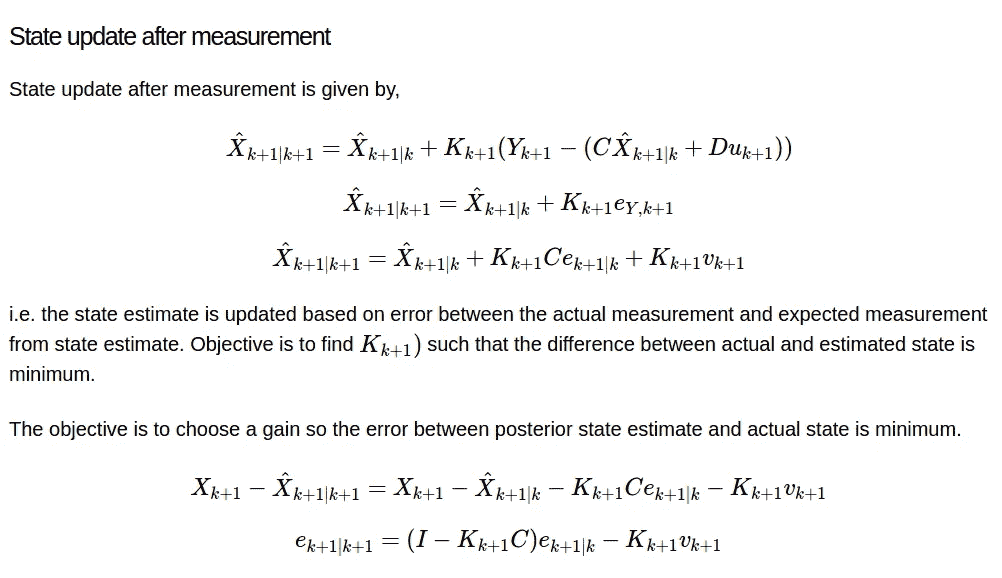 State update after measurement
State update after measurement is given by,
$\hat{X}_{k+1|k+1} = \hat{X}_{k+1|k} + K_{k+1}(Y_{k+1} - (C\hat{X}_{k+1|k} + Du_{k+1}))$
$\hat{X}_{k+1|k+1} = \hat{X}_{k+1|k} + K_{k+1}e_{Y,k+1}$
$\hat{X}_{k+1|k+1} = \hat{X}_{k+1|k} + K_{k+1}Ce_{k+1|k} + K_{k+1}v_{k+1}$
i.e. the state estimate is updated based on error between the actual measurement and expected measurement
from state estimate. Objective is to find $K_{k+1})$ such that the difference between actual and estimated state is
minimum.
The objective is to choose a gain so the error between posterior state estimate and actual state is minimum.
$X_{k+1} - \hat{X}_{k+1|k+1} = X_{k+1} - \hat{X}_{k+1|k} - K_{k+1}Ce_{k+1|k} - K_{k+1}v_{k+1}$
$e_{k+1|k+1} = (I - K_{k+1}C)e_{k+1|k} - K_{k+1}v_{k+1}$